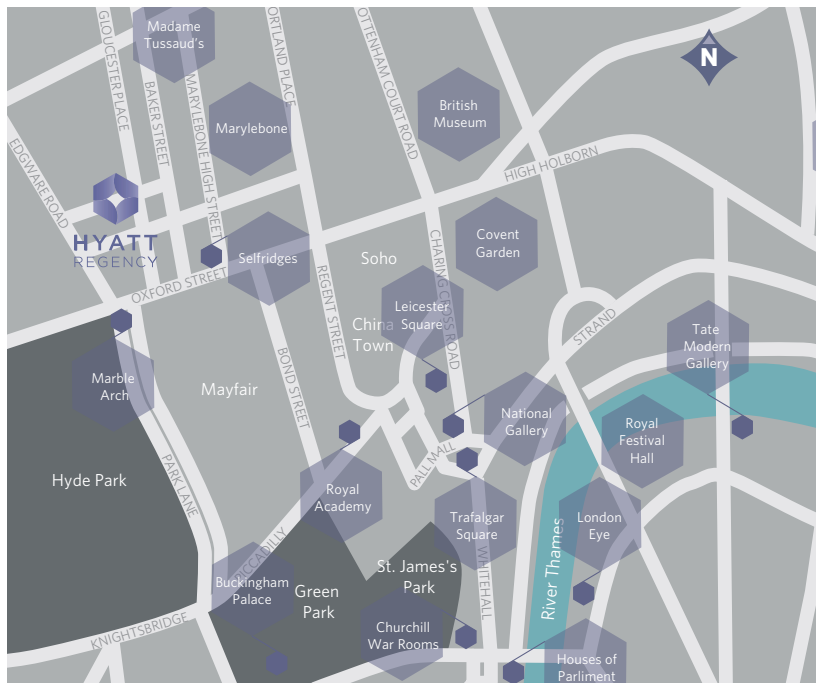 Madame
Tussaud's
GLOUCESTER PLACE
BAKER STREET
MARYLEBONE HIGH STREET
ORTLAND PLACE
OTTENHAM COURT ROAD
N
British
Museum
Marylebone
EDGWARE ROAD
HIGH HOLBORN
HYATT
REGENCY
Selfridges
Covent
Garden
Soho
OXFORD STREET
REGENT STREET
CHARING CROSS ROAD
Leicester
Square
China
Town
STRAND
Tate
Modern
Gallery
Marble
Arch
Mayfair
BOND STREET
National
Gallery
Royal
Festival
Hall
Hyde Park
PARK LANE
PALL MALL
Royal
Academy
Trafalgar
Square
London
Eye
PICCADILLY
WHITEHALL
River Thames
Buckingham
Palace
Green
Park
St. James's
Park
KNIGHTSBRIDGE
Churchill
War Rooms
Houses of
Parliment